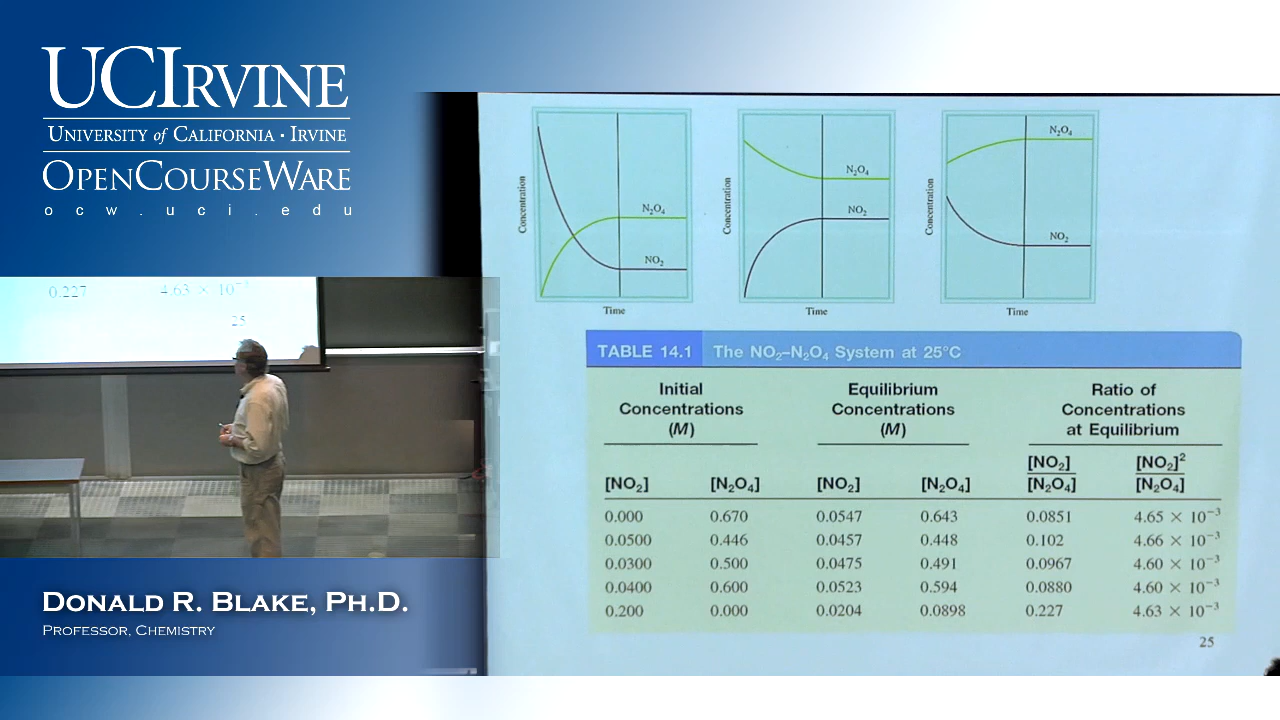 UCIRVINE
UNIVERSITY of CALIFORNIA · IRVINE
OPENCOURSEWARE
ocw.uci.edu
0.227 4.63 × 10⁻³
25
DONALD R. BLAKE, PH.D.
PROFESSOR, CHEMISTRY
Concentration
N₂O₄
NO₂
Time
Concentration
N₂O₄
NO₂
Time
Concentration
N₂O₄
NO₂
Time
TABLE 14.1 The NO₂–N₂O₄ System at 25°C
Initial Concentrations (M) Equilibrium Concentrations (M) Ratio of Concentrations at Equilibrium
[NO₂] [N₂O₄] [NO₂] [N₂O₄] [NO₂]/[N₂O₄] [NO₂]²/[N₂O₄]
0.000 0.670 0.0547 0.643 0.0851 4.65 × 10⁻³
0.0500 0.446 0.0457 0.448 0.102 4.66 × 10⁻³
0.0300 0.500 0.0475 0.491 0.0967 4.60 × 10⁻³
0.0400 0.600 0.0523 0.594 0.0880 4.60 × 10⁻³
0.200 0.000 0.0204 0.0898 0.227 4.63 × 10⁻³
25